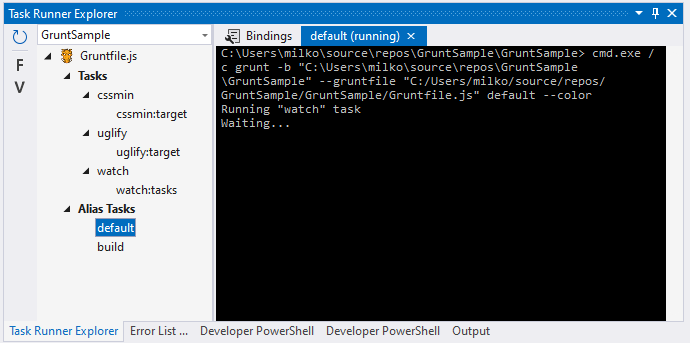 Task Runner Explorer
GruntSample
Bindings
default (running)
F
V
Gruntfile.js
Tasks
cssmin
cssmin:target
uglify
uglify:target
watch
watch:tasks
Alias Tasks
default
build
C:\Users\milko\source\repos\GruntSample\GruntSample> cmd.exe /
c grunt -b "C:\Users\milko\source\repos\GruntSample
\GruntSample" --gruntfile "C:/Users/milko/source/repos/
GruntSample/GruntSample/Gruntfile.js" default --color
Running "watch" task
Waiting...
Task Runner Explorer
Error List ...
Developer PowerShell
Developer PowerShell
Output